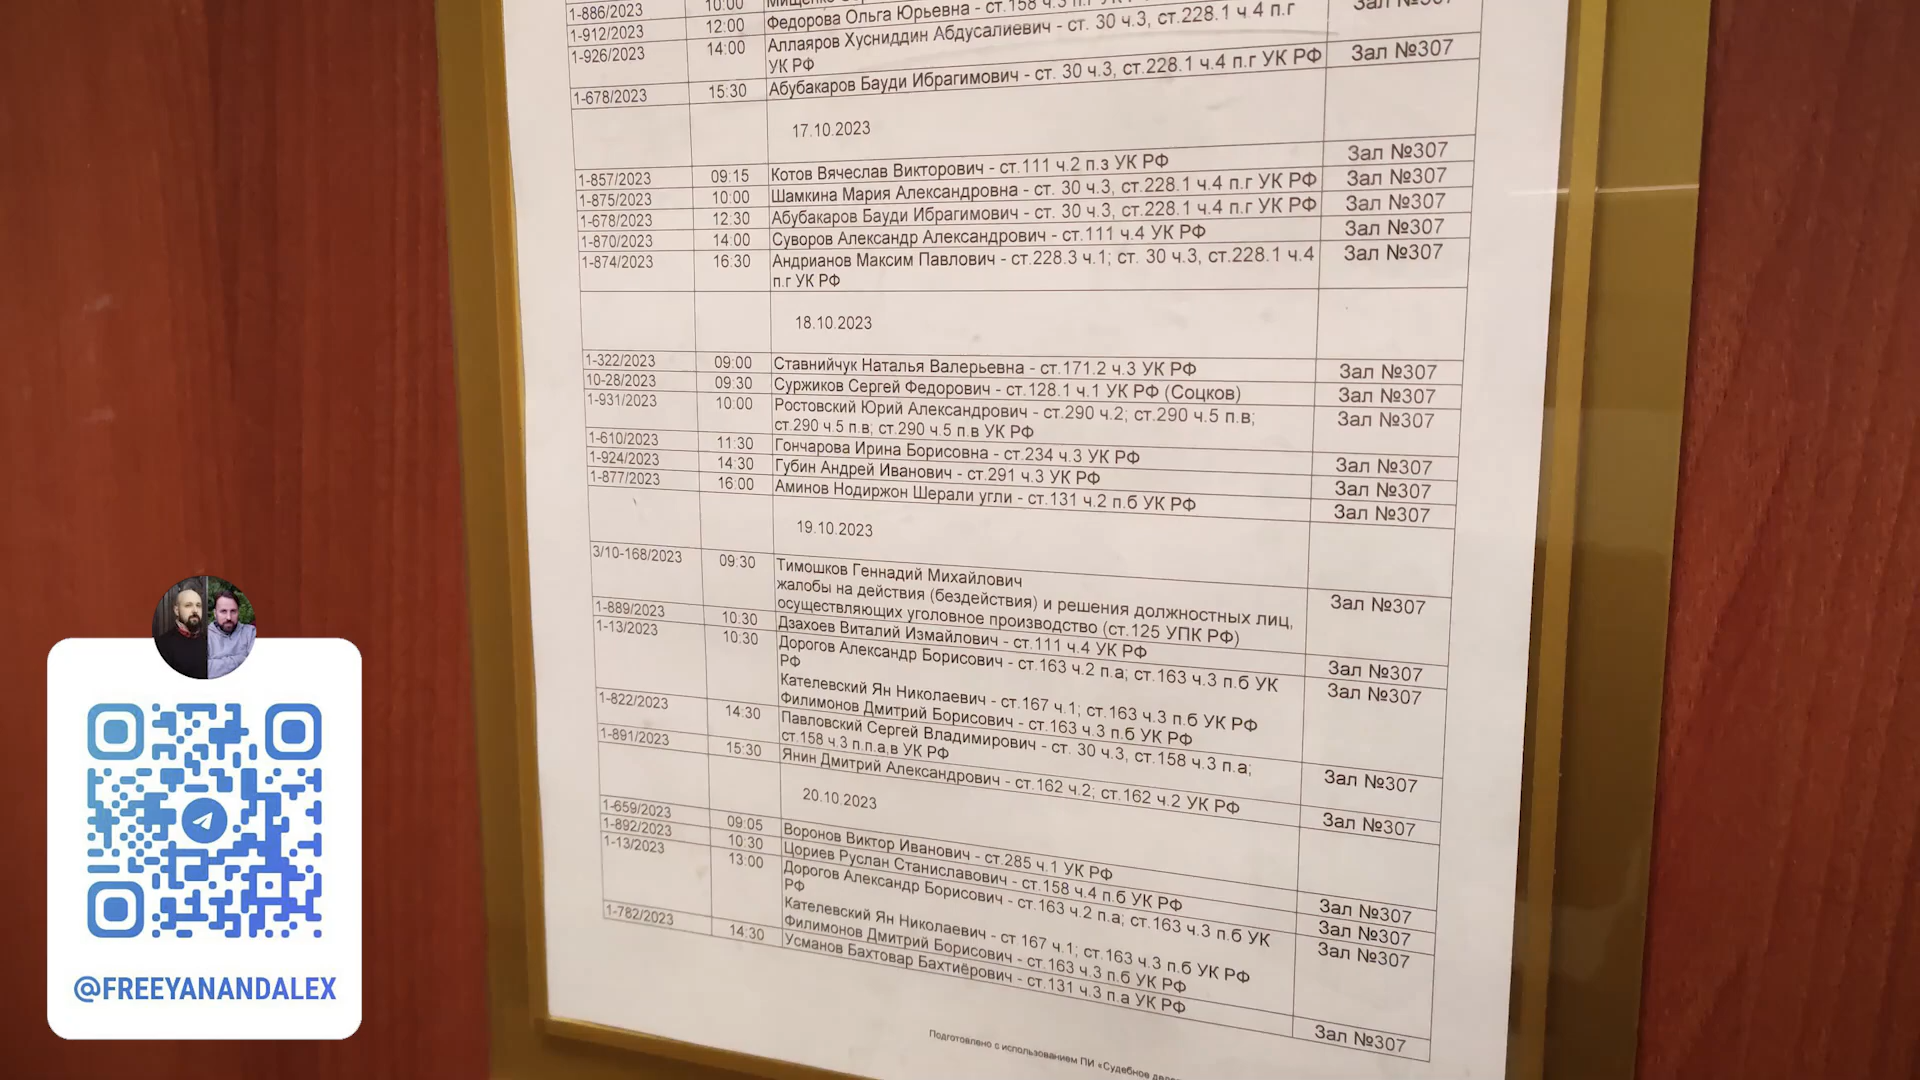 1-886/2023 10:00 ст.158 ч.3
1-912/2023 12:00 Федорова Ольга Юрьевна - ст. 30 ч.3, ст.228.1 ч.4 п.г Зал №307
1-926/2023 14:00 Аллаяров Хусниддин Абдусалиевич - ст. 30 ч.3, ст.228.1 ч.4 п.г
УК РФ Зал №307
1-678/2023 15:30 Абубакаров Бауди Ибрагимович - ст. 30 ч.3, ст.228.1 ч.4 п.г УК РФ
17.10.2023
1-857/2023 09:15 Котов Вячеслав Викторович - ст.111 ч.2 п.з УК РФ Зал №307
1-875/2023 10:00 Шамкина Мария Александровна - ст. 30 ч.3, ст.228.1 ч.4 п.г УК РФ Зал №307
1-678/2023 12:30 Абубакаров Бауди Ибрагимович - ст. 30 ч.3, ст.228.1 ч.4 п.г УК РФ Зал №307
1-870/2023 14:00 Суворов Александр Александрович - ст.111 ч.4 УК РФ Зал №307
1-874/2023 16:30 Андрианов Максим Павлович - ст.228.3 ч.1; ст. 30 ч.3, ст.228.1 ч.4 Зал №307
п.г УК РФ
18.10.2023
1-322/2023 09:00 Ставнийчук Наталья Валерьевна - ст.171.2 ч.3 УК РФ Зал №307
10-28/2023 09:30 Суржиков Сергей Федорович - ст.128.1 ч.1 УК РФ (Соцков) Зал №307
1-931/2023 10:00 Ростовский Юрий Александрович - ст.290 ч.2; ст.290 ч.5 п.в; Зал №307
ст.290 ч.5 п.в; ст.290 ч.5 п.в УК РФ
1-610/2023 11:30 Гончарова Ирина Борисовна - ст.234 ч.3 УК РФ Зал №307
1-924/2023 14:30 Губин Андрей Иванович - ст.291 ч.3 УК РФ Зал №307
1-877/2023 16:00 Аминов Нодиржон Шерали угли - ст.131 ч.2 п.б УК РФ Зал №307
19.10.2023
3/10-168/2023 09:30 Тимошков Геннадий Михайлович Зал №307
жалобы на действия (бездействия) и решения должностных лиц,
осуществляющих уголовное производство (ст.125 УПК РФ)
1-889/2023 10:30 Дзахоев Виталий Измайлович - ст.111 ч.4 УК РФ Зал №307
1-13/2023 10:30 Дорогов Александр Борисович - ст.163 ч.2 п.а; ст.163 ч.3 п.б УК Зал №307
РФ
Кателевский Ян Николаевич - ст.167 ч.1; ст.163 ч.3 п.б УК РФ
Филимонов Дмитрий Борисович - ст.163 ч.3 п.б УК РФ
1-822/2023 14:30 Павловский Сергей Владимирович - ст. 30 ч.3, ст.158 ч.3 п.а; Зал №307
ст.158 ч.3 п.п.а,в УК РФ
1-891/2023 15:30 Янин Дмитрий Александрович - ст.162 ч.2; ст.162 ч.2 УК РФ Зал №307
20.10.2023
1-659/2023 09:05 Воронов Виктор Иванович - ст.285 ч.1 УК РФ Зал №307
1-892/2023 10:30 Цориев Руслан Станиславович - ст.158 ч.4 п.б УК РФ Зал №307
1-13/2023 13:00 Дорогов Александр Борисович - ст.163 ч.2 п.а; ст.163 ч.3 п.б УК Зал №307
РФ
Кателевский Ян Николаевич - ст.167 ч.1; ст.163 ч.3 п.б УК РФ
Филимонов Дмитрий Борисович - ст.163 ч.3 п.б УК РФ
1-782/2023 14:30 Усманов Бахтовар Бахтиёрович - ст.131 ч.3 п.а УК РФ Зал №307
Подготовлено с использованием ПИ «Судебное
@FREEYANANDALEX